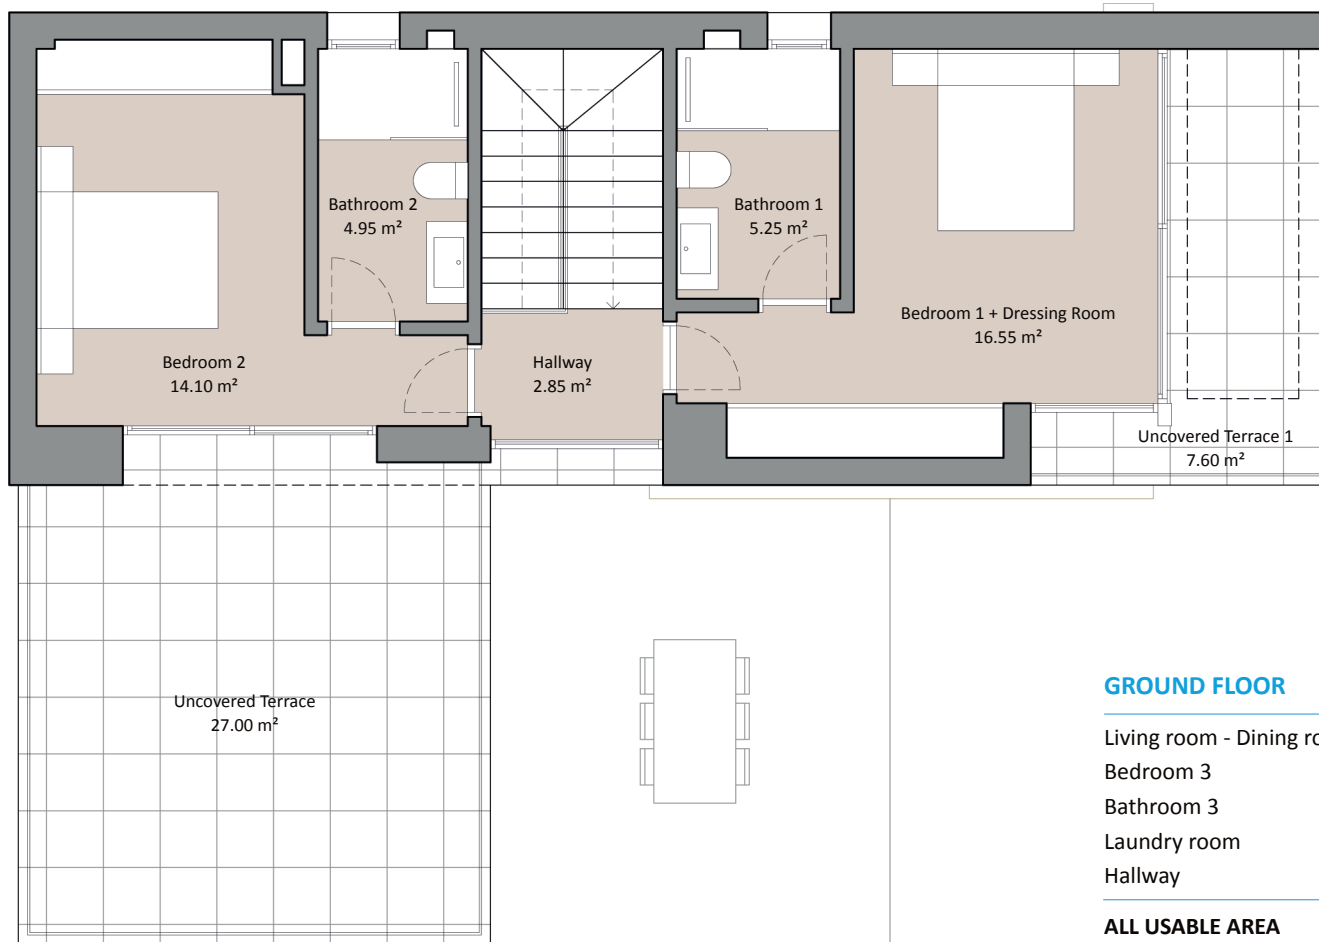 Bathroom 2
4.95 m²
Bathroom 1
5.25 m²
Bedroom 1 + Dressing Room
16.55 m²
Bedroom 2
14.10 m²
Hallway
2.85 m²
Uncovered Terrace 1
7.60 m²
Uncovered Terrace
27.00 m²
GROUND FLOOR
Living room - Dining
Bedroom 3
Bathroom 3
Laundry room
Hallway
ALL USABLE AREA